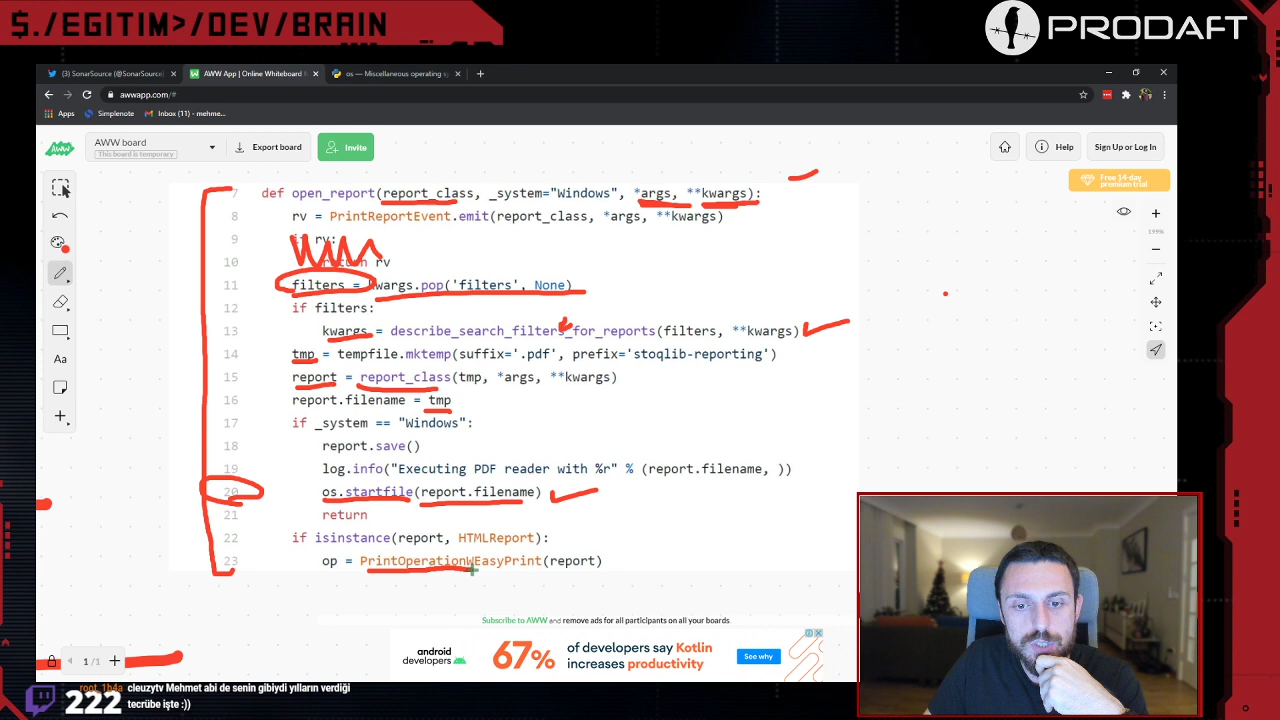 $./EGITIM>/DEV/BRAIN
PRODAFT
(3) SonarSource (@SonarSource)
AWW App | Online Whiteboard
os — Miscellaneous operating sy
awwapp.com/#
Apps
Simplenote
Inbox (11) - mehme...
AWW
AWW board
This board is temporary
Export board
Invite
Help
Sign Up or Log In
Free 14-day
premium trial
199%
7 def open_report(report_class, _system="Windows", *args, **kwargs):
8 rv = PrintReportEvent.emit(report_class, *args, **kwargs)
9 rv:
10 return rv
11 filters = kwargs.pop('filters', None)
12 if filters:
13 kwargs = describe_search_filters_for_reports(filters, **kwargs)
14 tmp = tempfile.mktemp(suffix='.pdf', prefix='stoqlib-reporting')
15 report = report_class(tmp, *args, **kwargs)
16 report.filename = tmp
17 if _system == "Windows":
18 report.save()
19 log.info("Executing PDF reader with %r" % (report.filename, ))
20 os.startfile(report.filename)
21 return
22 if isinstance(report, HTMLReport):
23 op = PrintOperationWEasyPrint(report)
Aa
1 / 1
Subscribe to AWW and remove ads for all participants on all your boards
android
developers
67%
of developers say Kotlin
increases productivity
See why
222
root_1b4a
cleuzytv Mehmet abi de senin gibiydi yılların verdiği
tecrübe işte :))